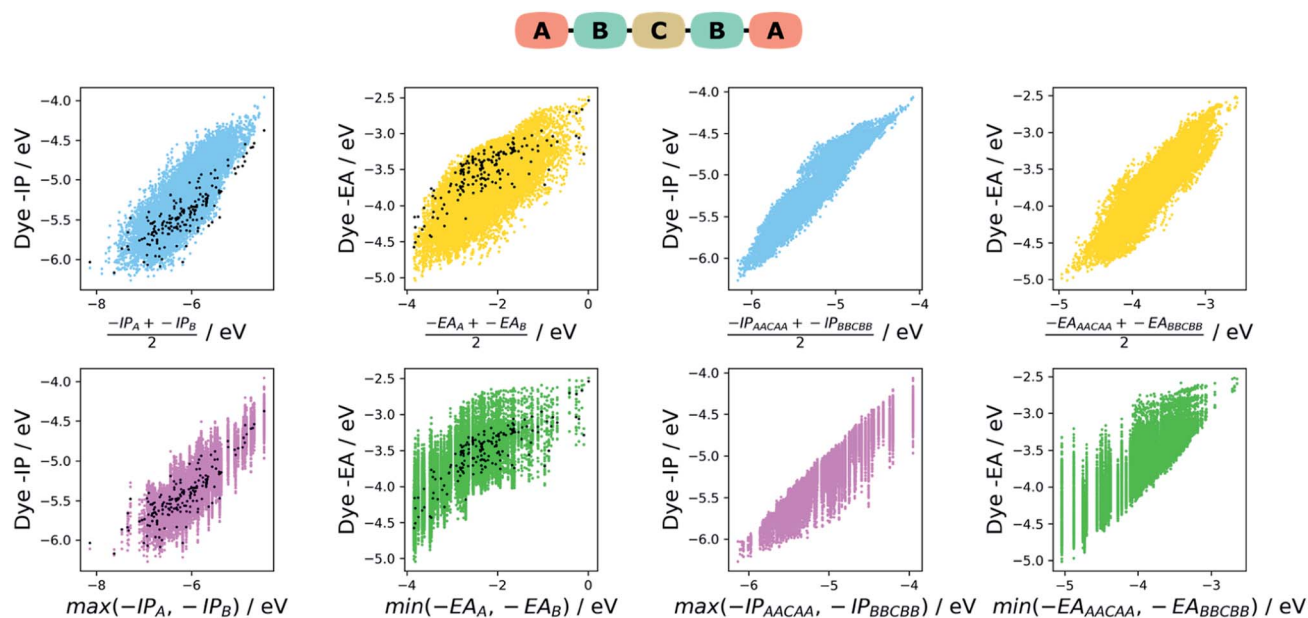 A B C B A
Dye -IP / eV
−4.0
−4.5
−5.0
−5.5
−6.0
−8 −6
−IP_A + −IP_B
2
/ eV
Dye -EA / eV
−2.5
−3.0
−3.5
−4.0
−4.5
−5.0
−4 −2 0
−EA_A + −EA_B
2
/ eV
Dye -IP / eV
−4.0
−4.5
−5.0
−5.5
−6.0
−6 −5 −4
−IP_AACAA + −IP_BBCBB
2
/ eV
Dye -EA / eV
−2.5
−3.0
−3.5
−4.0
−4.5
−5.0
−5 −4 −3
−EA_AACAA + −EA_BBCBB
2
/ eV
Dye -IP / eV
−4.0
−4.5
−5.0
−5.5
−6.0
−8 −6
max(−IP_A, −IP_B) / eV
Dye -EA / eV
−2.5
−3.0
−3.5
−4.0
−4.5
−5.0
−4 −2 0
min(−EA_A, −EA_B) / eV
Dye -IP / eV
−4.0
−4.5
−5.0
−5.5
−6.0
−6 −5 −4
max(−IP_AACAA, −IP_BBCBB) / eV
Dye -EA / eV
−2.5
−3.0
−3.5
−4.0
−4.5
−5.0
−5 −4 −3
min(−EA_AACAA, −EA_BBCBB) / eV